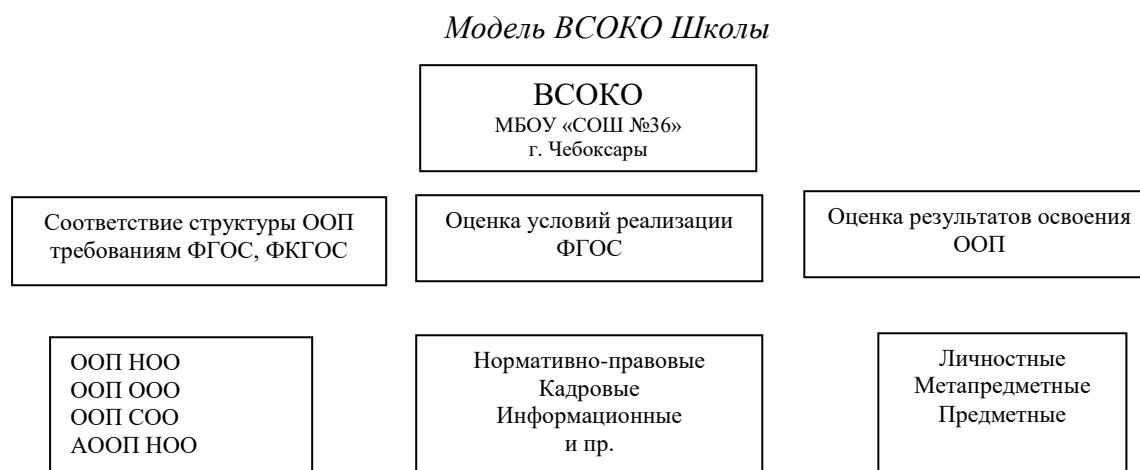 Модель ВСОКО Школы
ВСОКО
МБОУ «СОШ №36»
г. Чебоксары
Соответствие структуры ООП
требованиям ФГОС, ФКГОС
Оценка условий реализации
ФГОС
Оценка результатов освоения
ООП
ООП НОО
ООП ООО
ООП СОО
АООП НОО
Нормативно-правовые
Кадровые
Информационные
и пр.
Личностные
Метапредметные
Предметные